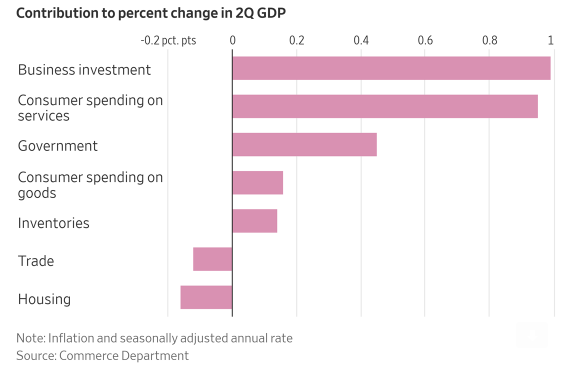 Contribution to percent change in 2Q GDP
-0.2 pct. pts 0 0.2 0.4 0.6 0.8 1
Business investment
Consumer spending on
services
Government
Consumer spending on
goods
Inventories
Trade
Housing
Note: Inflation and seasonally adjusted annual rate
Source: Commerce Department